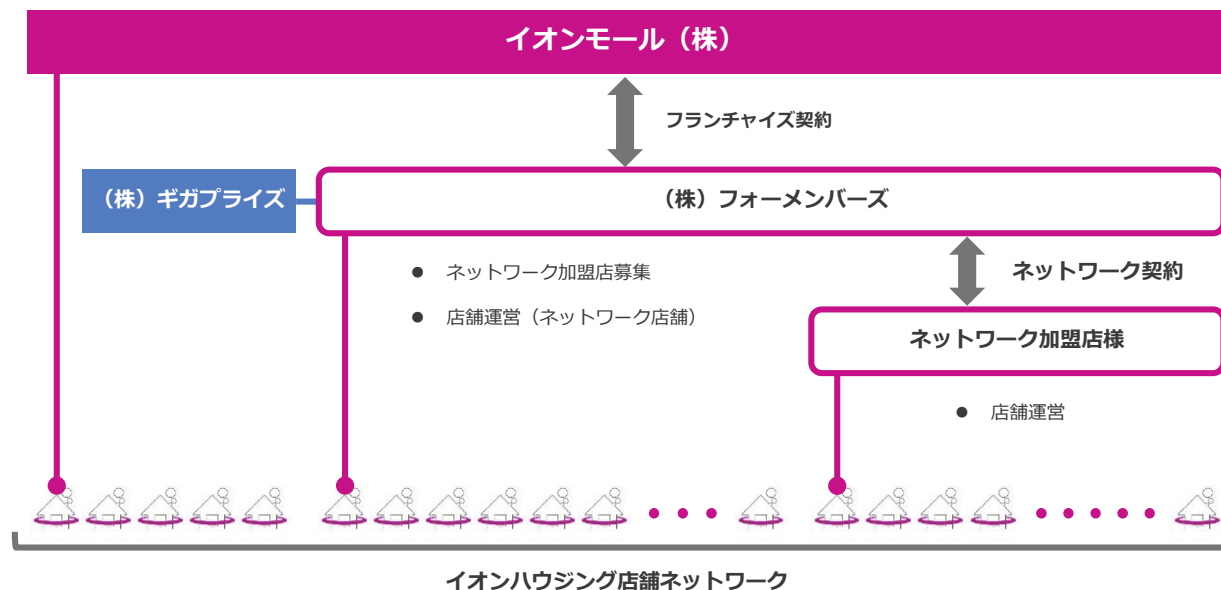 イオンモール（株）
フランチャイズ契約
（株）ギガプライズ
（株）フォーメンバーズ
● ネットワーク加盟店募集
● 店舗運営（ネットワーク店舗）
ネットワーク契約
ネットワーク加盟店様
● 店舗運営
イオンハウジング店舗ネットワーク